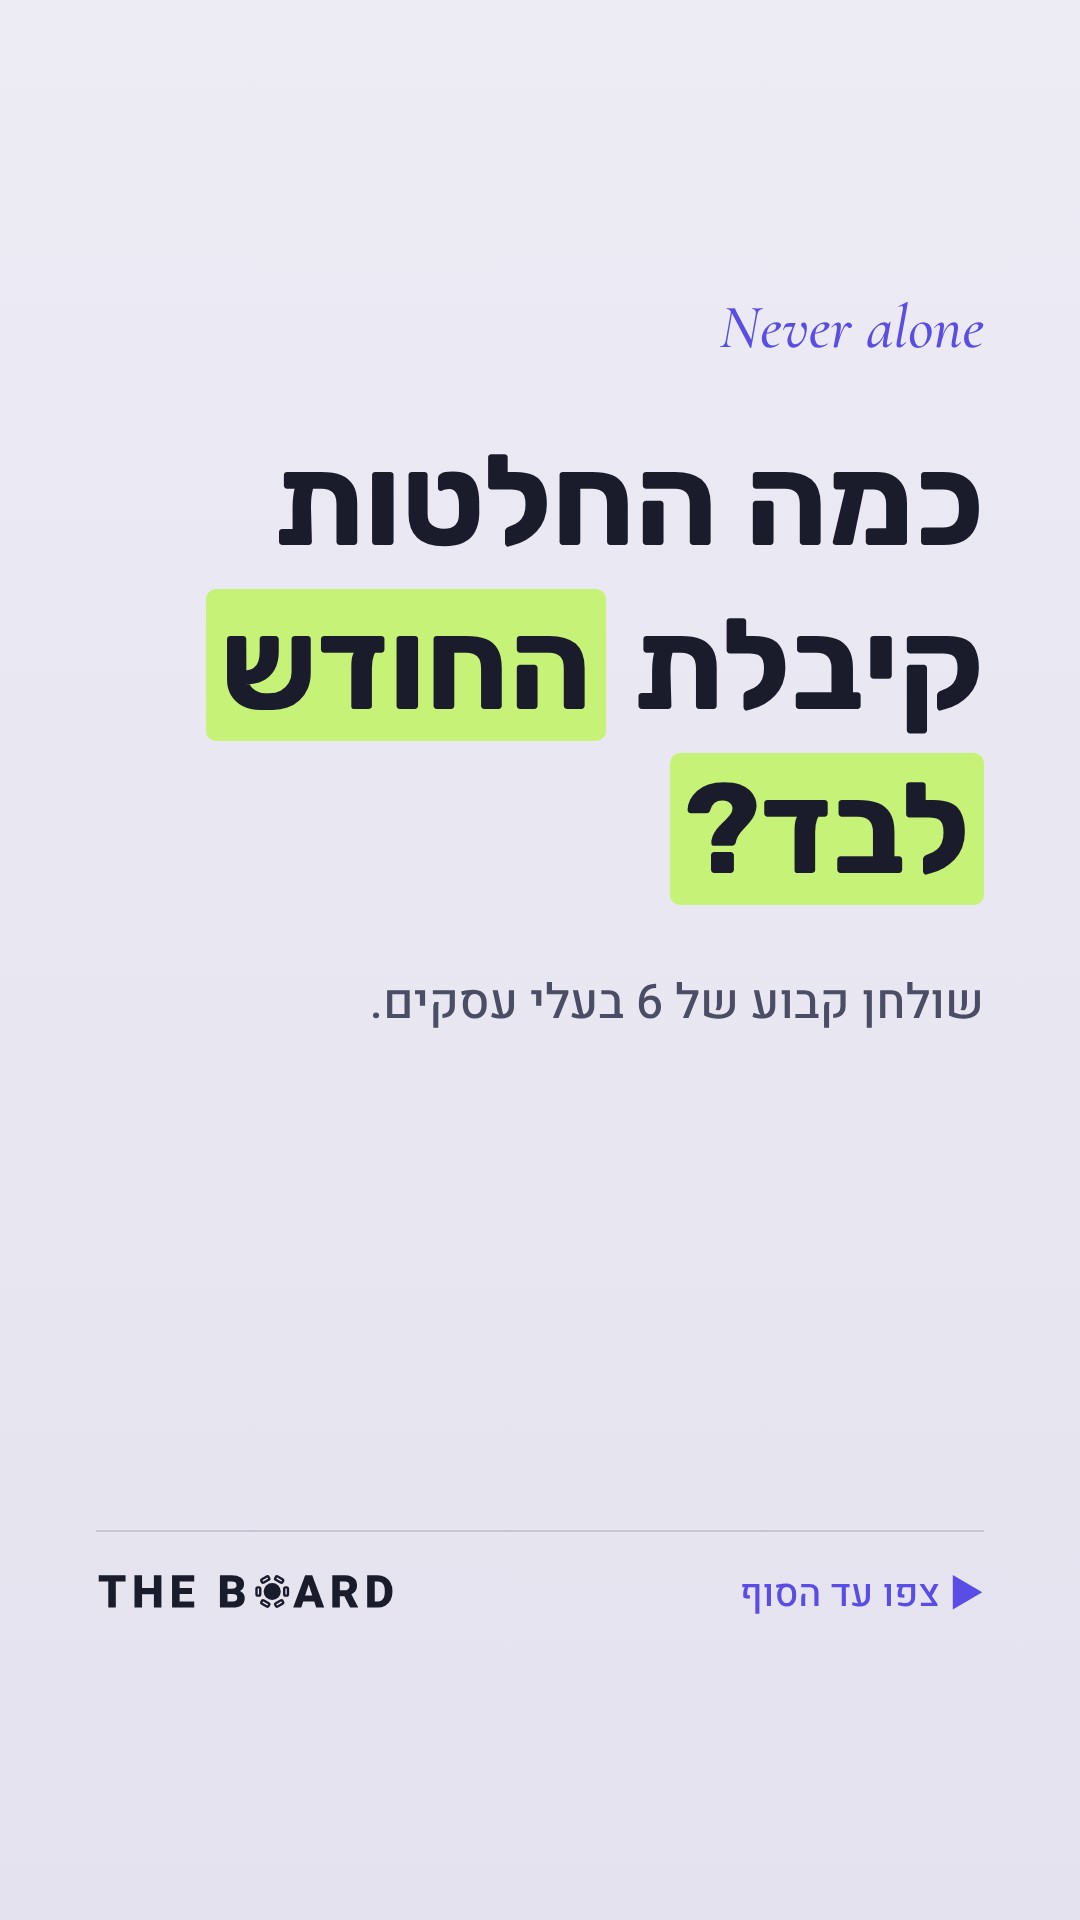 Never alone
כמה החלטות
קיבלת החודש
לבד?
שולחן קבוע של 6 בעלי עסקים.
▶ צפו עד הסוף
THE BOARD